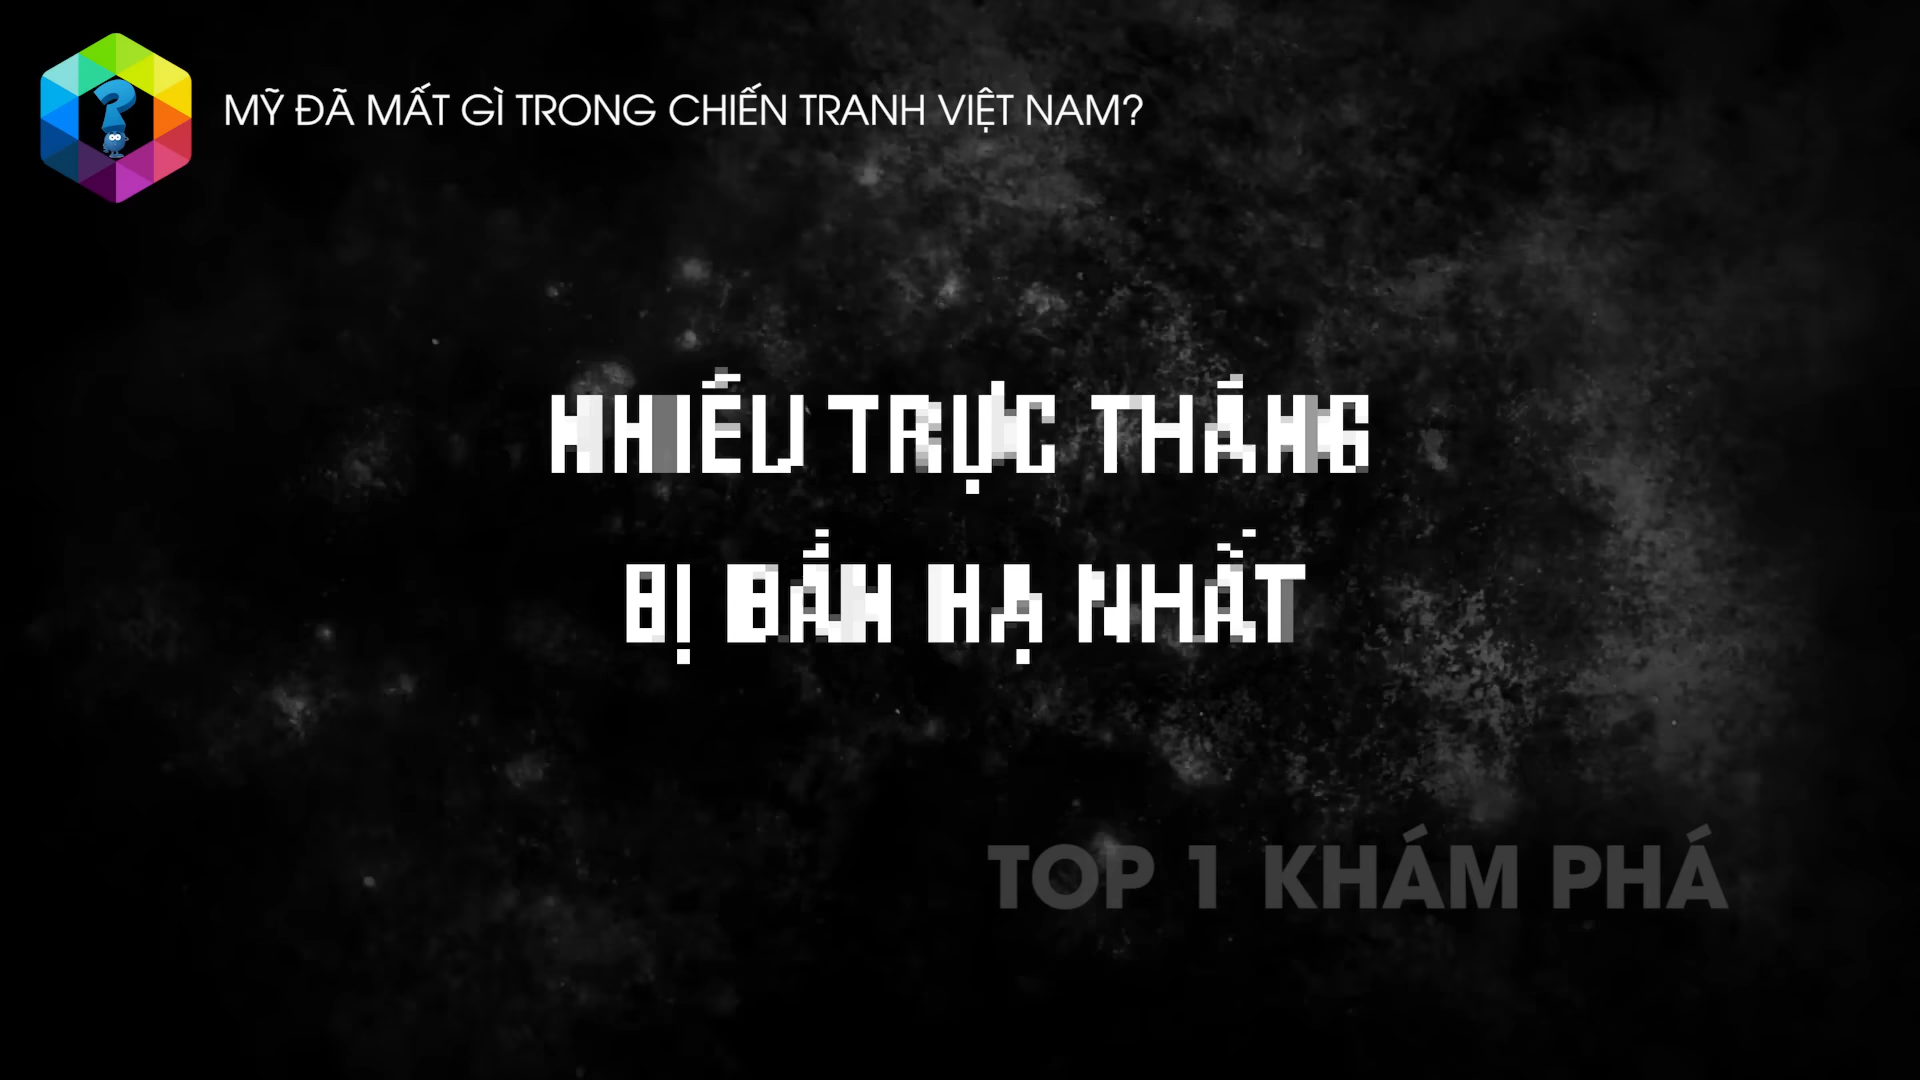 MỸ ĐÃ MẤT GÌ TRONG CHIẾN TRANH VIỆT NAM?
NHIỀU TRỰC THĂNG
BỊ BẮN HẠ NHẤT
TOP 1 KHÁM PHÁ